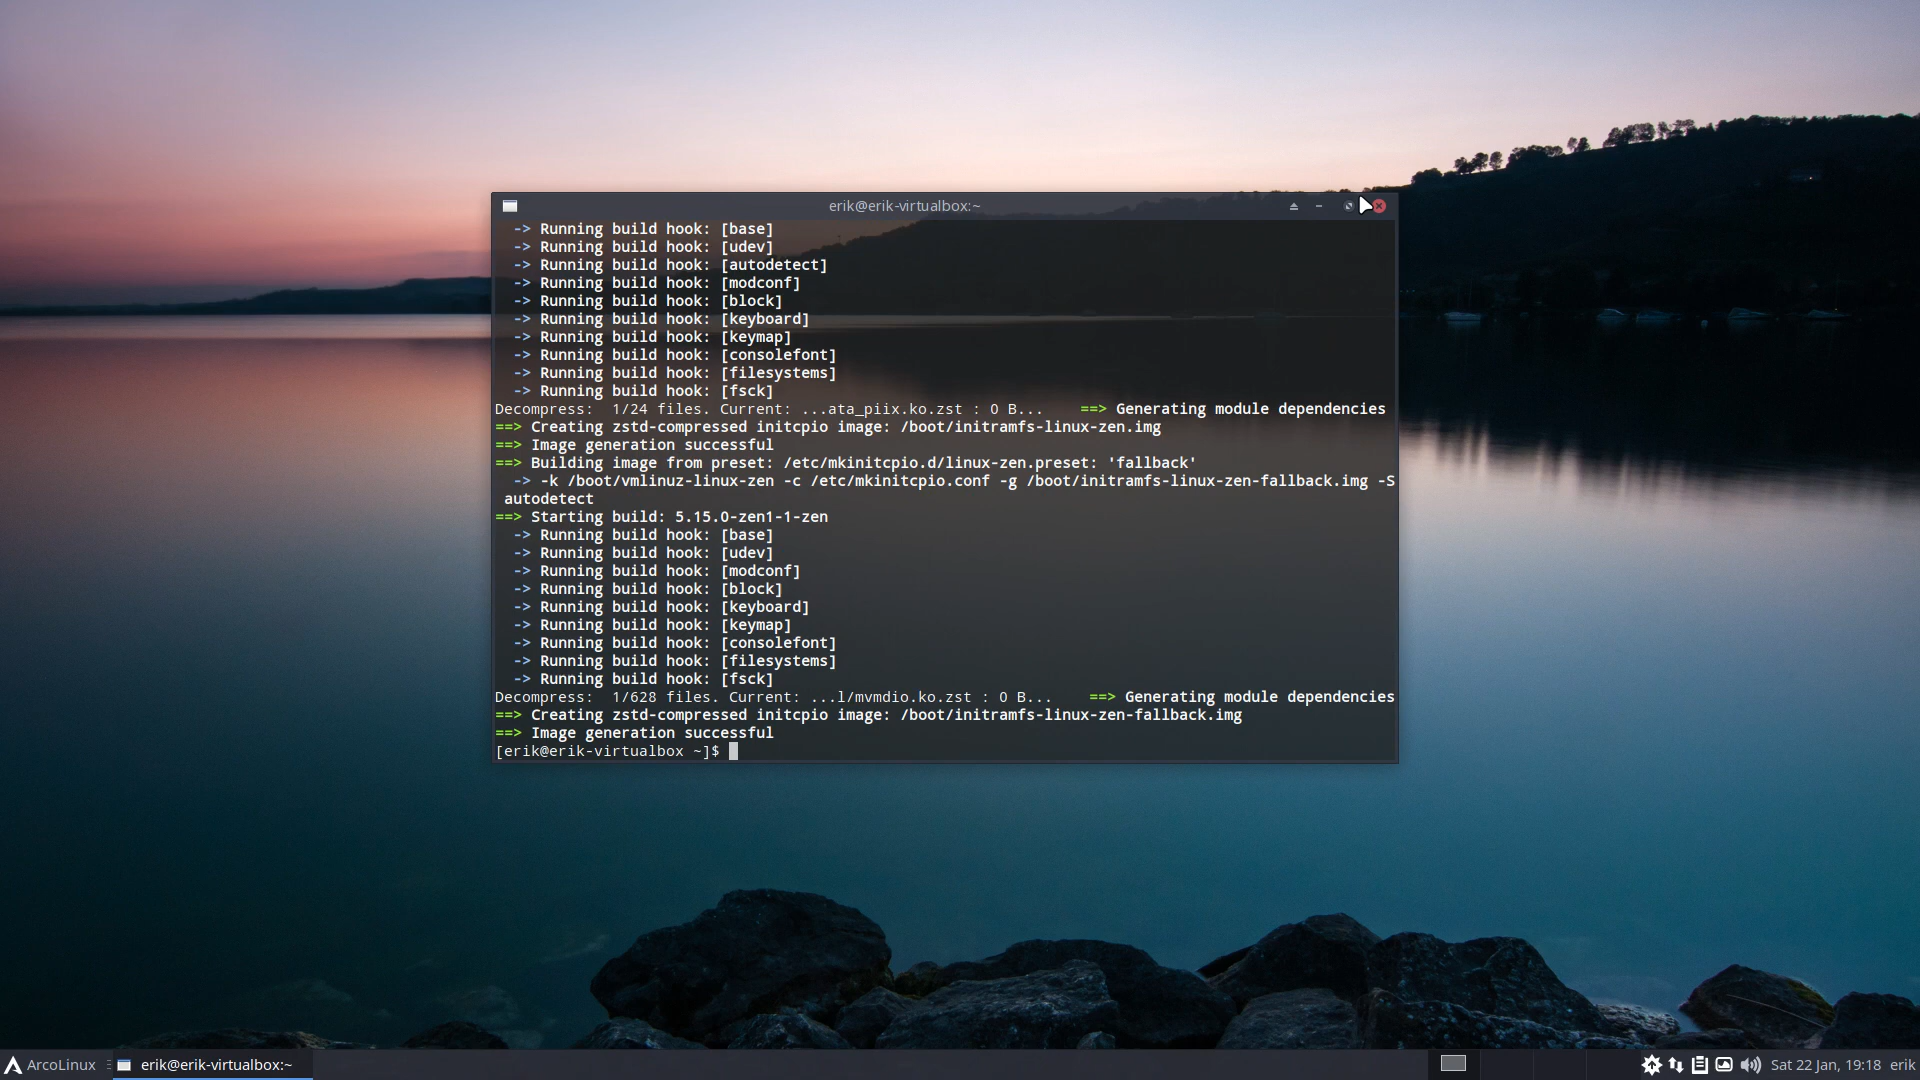 erik@erik-virtualbox:~
-> Running build hook: [base]
-> Running build hook: [udev]
-> Running build hook: [autodetect]
-> Running build hook: [modconf]
-> Running build hook: [block]
-> Running build hook: [keyboard]
-> Running build hook: [keymap]
-> Running build hook: [consolefont]
-> Running build hook: [filesystems]
-> Running build hook: [fsck]
Decompress:  1/24 files. Current: ...ata_piix.ko.zst : 0 B...    ==> Generating module dependencies
==> Creating zstd-compressed initcpio image: /boot/initramfs-linux-zen.img
==> Image generation successful
==> Building image from preset: /etc/mkinitcpio.d/linux-zen.preset: 'fallback'
-> -k /boot/vmlinuz-linux-zen -c /etc/mkinitcpio.conf -g /boot/initramfs-linux-zen-fallback.img -S
autodetect
==> Starting build: 5.15.0-zen1-1-zen
-> Running build hook: [base]
-> Running build hook: [udev]
-> Running build hook: [modconf]
-> Running build hook: [block]
-> Running build hook: [keyboard]
-> Running build hook: [keymap]
-> Running build hook: [consolefont]
-> Running build hook: [filesystems]
-> Running build hook: [fsck]
Decompress:  1/628 files. Current: ...l/mvmdio.ko.zst : 0 B...    ==> Generating module dependencies
==> Creating zstd-compressed initcpio image: /boot/initramfs-linux-zen-fallback.img
==> Image generation successful
[erik@erik-virtualbox ~]$
ArcoLinux erik@erik-virtualbox:~ Sat 22 Jan, 19:18 erik